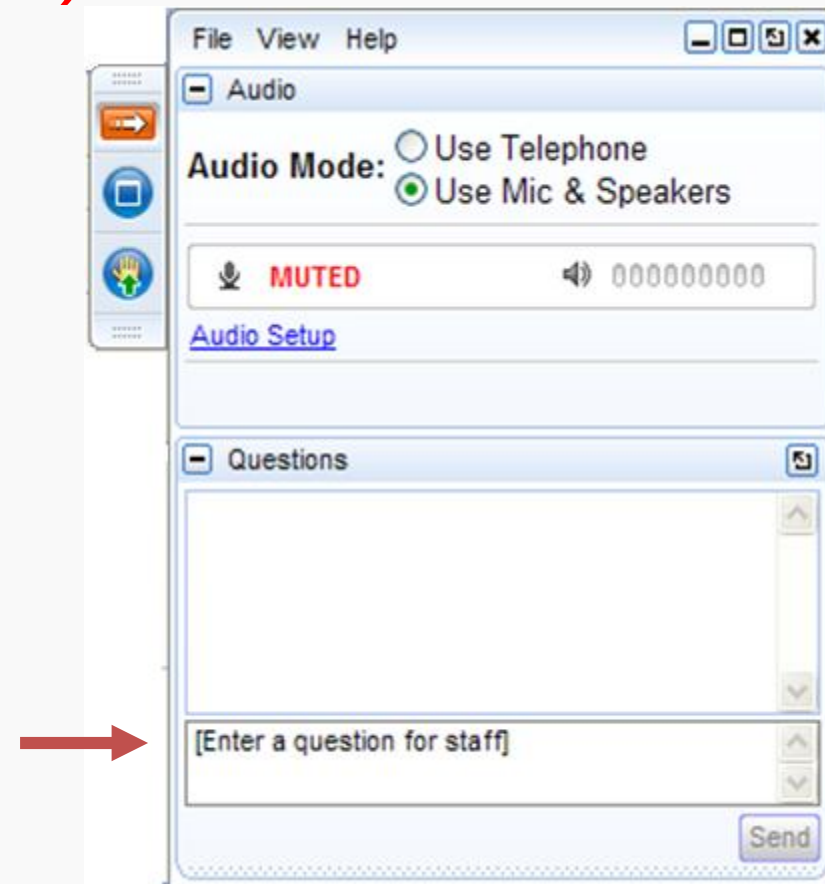 File View Help
Audio
Audio Mode: Use Telephone
Use Mic & Speakers
MUTED 000000000
Audio Setup
Questions
[Enter a question for staff]
Send